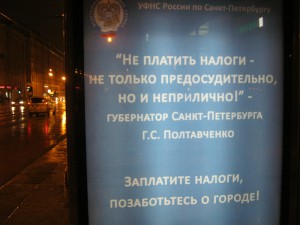 УФНС России по Санкт-Петербургу
"Не платить налоги -
не только предосудительно,
но и неприлично!" -
губернатор Санкт-Петербурга
Г.С. Полтавченко
Заплатите налоги,
позаботьтесь о городе!